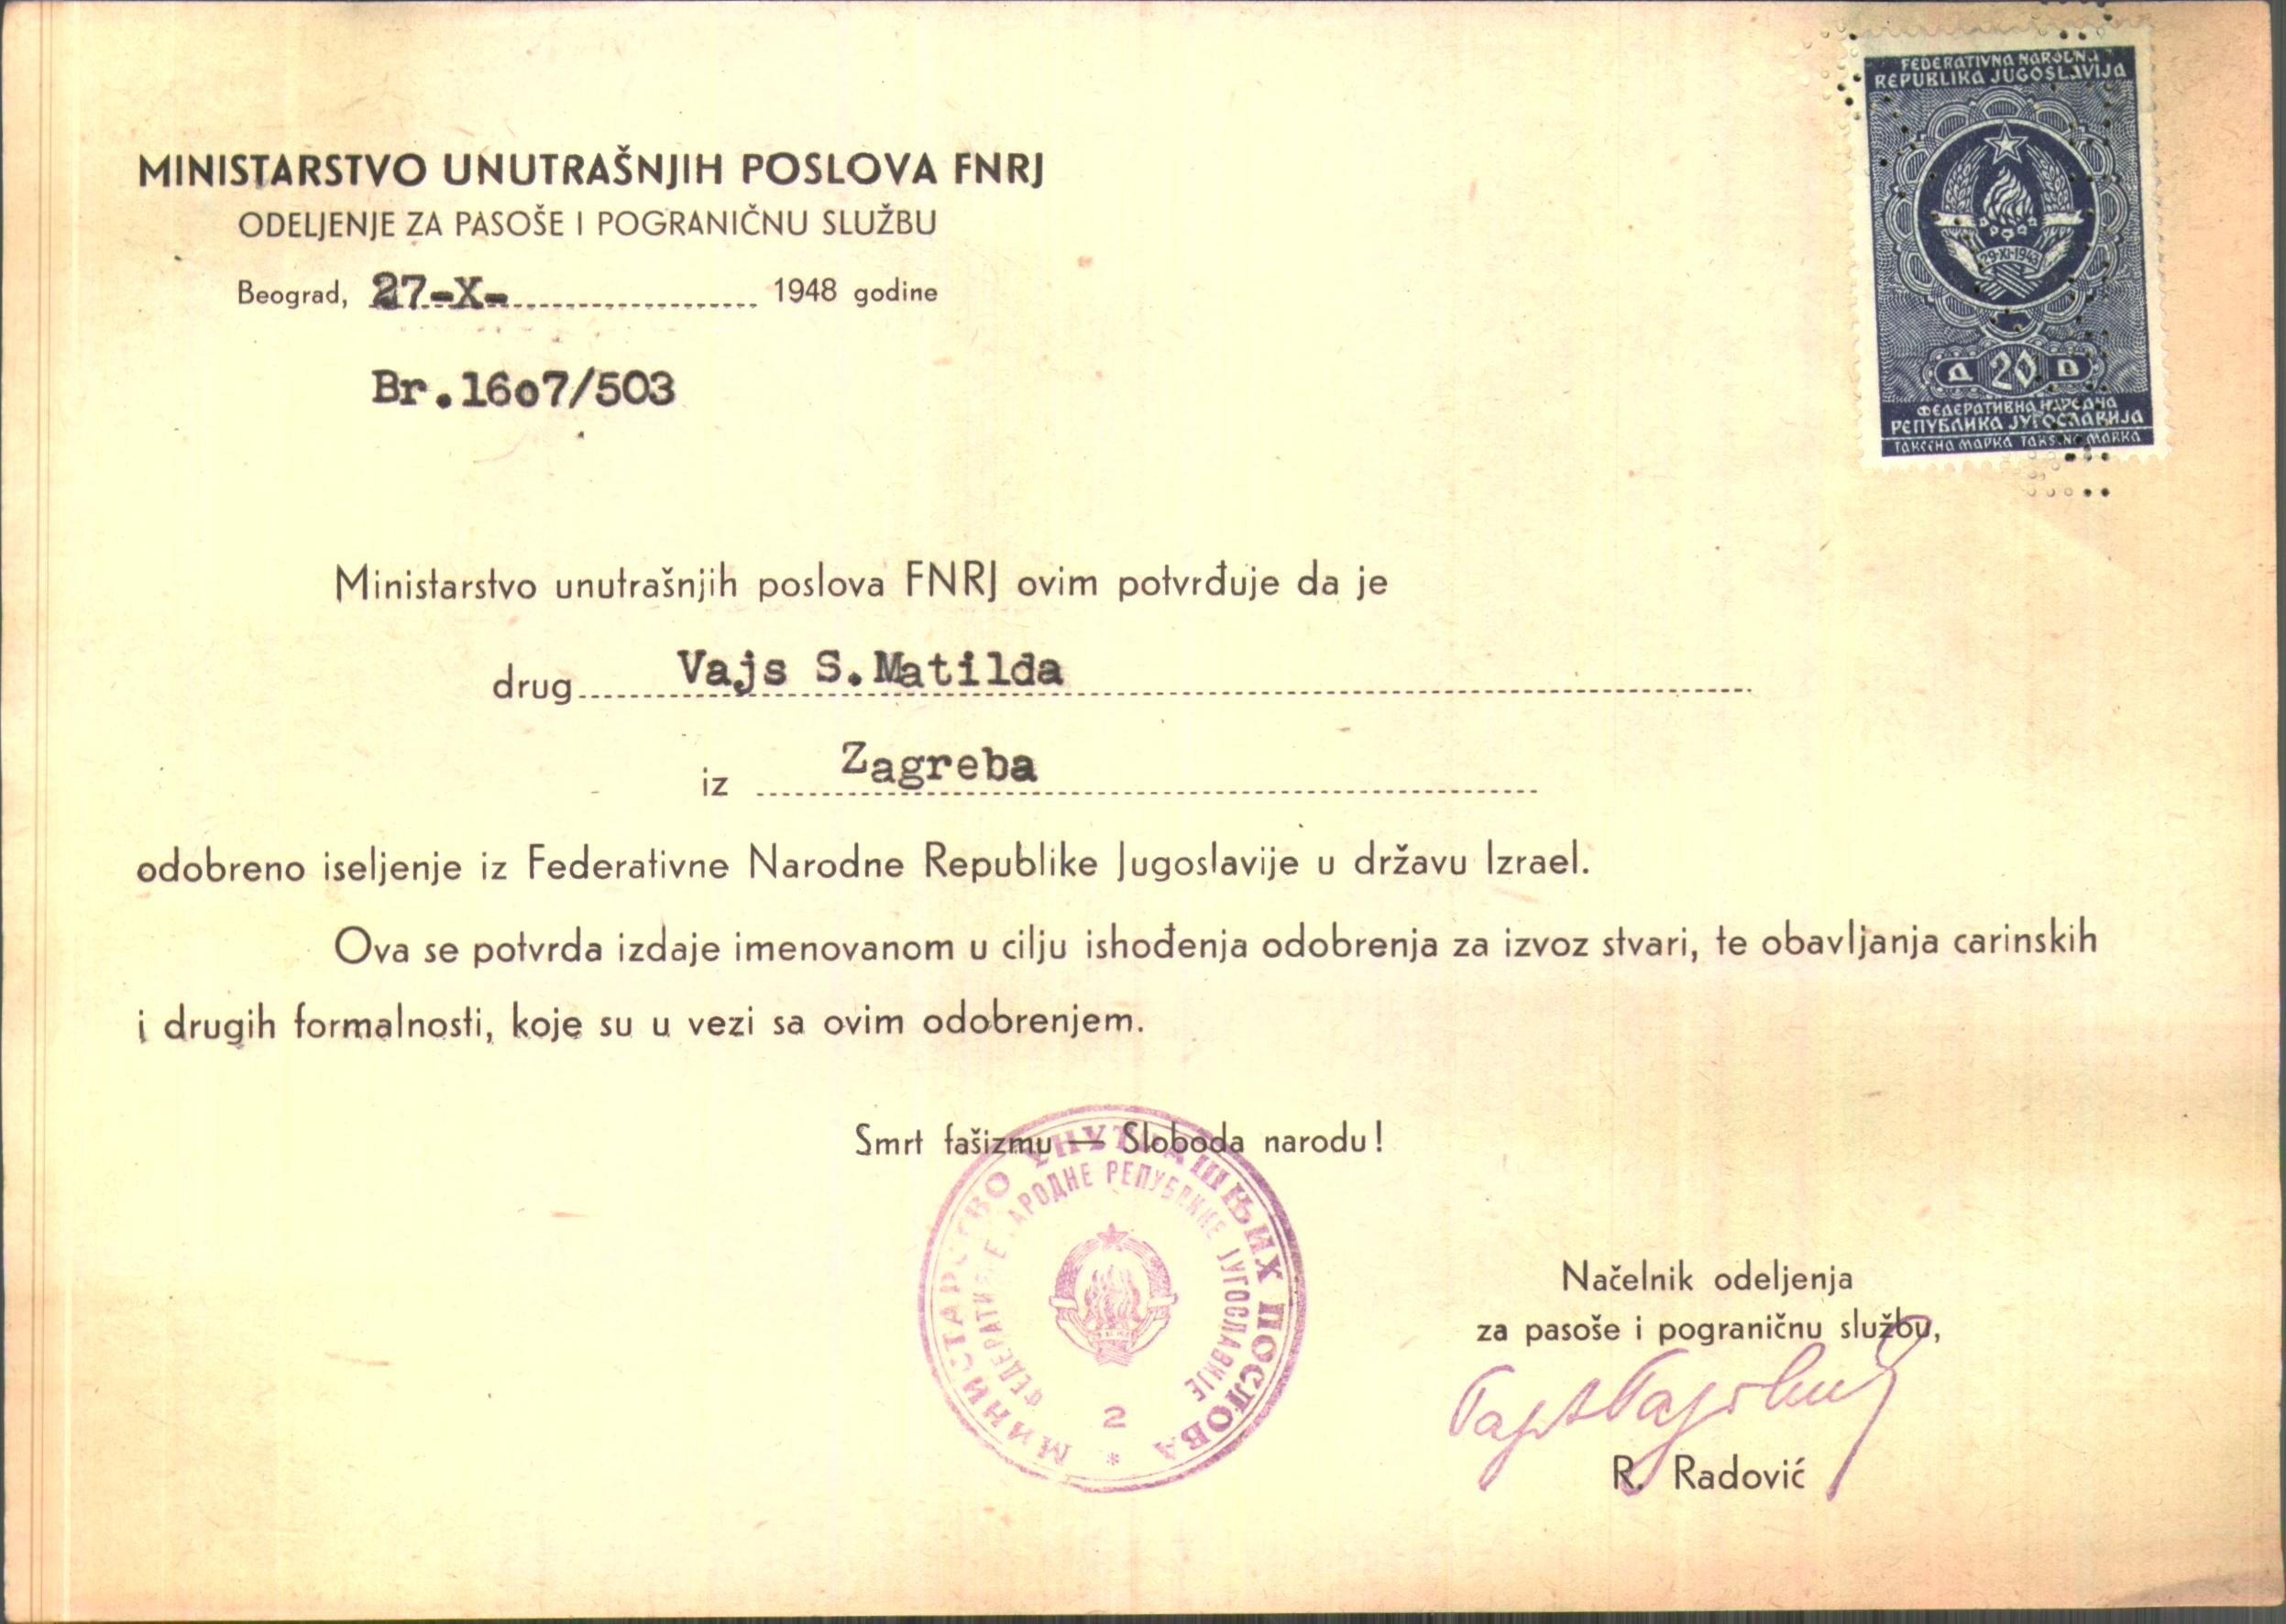 MINISTARSTVO UNUTRAŠNJIH POSLOVA FNRJ
ODELJENJE ZA PASOŠE I POGRANIČNU SLUŽBU
Beograd, 27-X- 1948 godine
Br.16o7/503
FEDERATIVNA NARODNA
REPUBLIKA JUGOSLAVIJA
29·XI·1943
Д 20 D
ФЕДЕРАТИВНА НАРОДНА
РЕПУБЛИКА ЈУГОСЛАВИЈА
ТАКСЕНА МАРКА TAKSENA MARKA
Ministarstvo unutrašnjih poslova FNRJ ovim potvrđuje da je
drug Vajs S.Matilda
iz Zagreba
odobreno iseljenje iz Federativne Narodne Republike Jugoslavije u državu Izrael.
Ova se potvrda izdaje imenovanom u cilju ishođenja odobrenja za izvoz stvari, te obavljanja carinskih
i drugih formalnosti, koje su u vezi sa ovim odobrenjem.
Smrt fašizmu — Sloboda narodu!
МИНИСТАРСТВО УНУТРАШЊИХ ПОСЛОВА
ФЕДЕРАТИВНЕ НАРОДНЕ РЕПУБЛИКЕ ЈУГОСЛАВИЈЕ
2
*
Načelnik odeljenja
za pasoše i pograničnu službu,
R. Radović